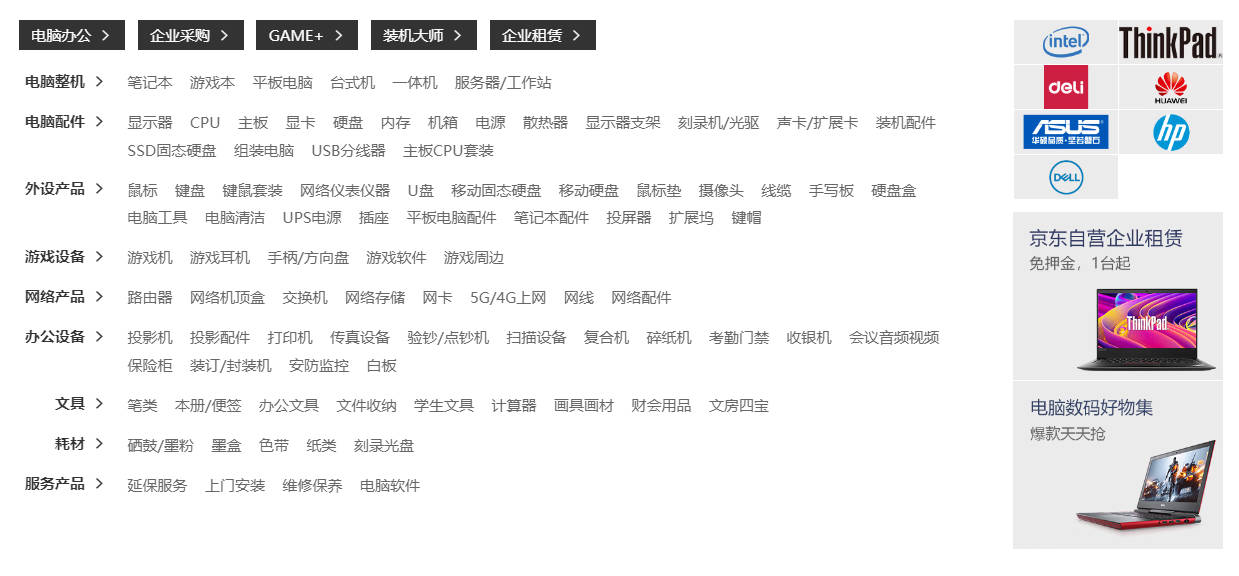 电脑办公 > 企业采购 > GAME+ > 装机大师 > 企业租赁 >
电脑整机 > 笔记本 游戏本 平板电脑 台式机 一体机 服务器/工作站
电脑配件 > 显示器 CPU 主板 显卡 硬盘 内存 机箱 电源 散热器 显示器支架 刻录机/光驱 声卡/扩展卡 装机配件
SSD固态硬盘 组装电脑 USB分线器 主板CPU套装
外设产品 > 鼠标 键盘 键鼠套装 网络仪表仪器 U盘 移动固态硬盘 移动硬盘 鼠标垫 摄像头 线缆 手写板 硬盘盒
电脑工具 电脑清洁 UPS电源 插座 平板电脑配件 笔记本配件 投屏器 扩展坞 键帽
游戏设备 > 游戏机 游戏耳机 手柄/方向盘 游戏软件 游戏周边
网络产品 > 路由器 网络机顶盒 交换机 网络存储 网卡 5G/4G上网 网线 网络配件
办公设备 > 投影机 投影配件 打印机 传真设备 验钞/点钞机 扫描设备 复合机 碎纸机 考勤门禁 收银机 会议音频视频
保险柜 装订/封装机 安防监控 白板
文具 > 笔类 本册/便签 办公文具 文件收纳 学生文具 计算器 画具画材 财会用品 文房四宝
耗材 > 硒鼓/墨粉 墨盒 色带 纸类 刻录光盘
服务产品 > 延保服务 上门安装 维修保养 电脑软件
intel ThinkPad
deli HUAWEI
ASUS hp
华硕品质·坚若磐石
DELL
京东自营企业租赁
免押金，1台起
ThinkPad
电脑数码好物集
爆款天天抢